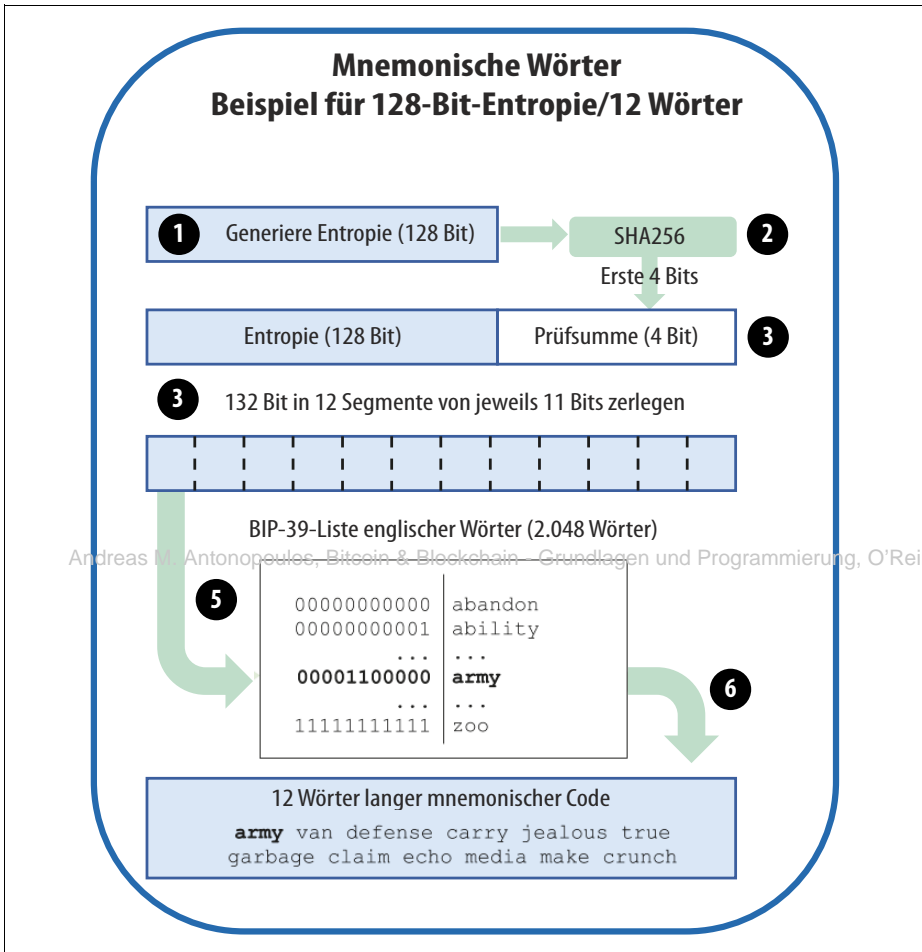 Mnemonische Wörter
Beispiel für 128-Bit-Entropie/12 Wörter
1 Generiere Entropie (128 Bit) SHA256 2
Erste 4 Bits
Entropie (128 Bit) Prüfsumme (4 Bit) 3
3 132 Bit in 12 Segmente von jeweils 11 Bits zerlegen
BIP-39-Liste englischer Wörter (2.048 Wörter)
Andreas M. Antonopoulos, Bitcoin & Blockchain - Grundlagen und Programmierung, O'Rei
5
00000000000 abandon
00000000001 ability
... ...
00001100000 army
... ...
11111111111 zoo
6
12 Wörter langer mnemonischer Code
army van defense carry jealous true
garbage claim echo media make crunch